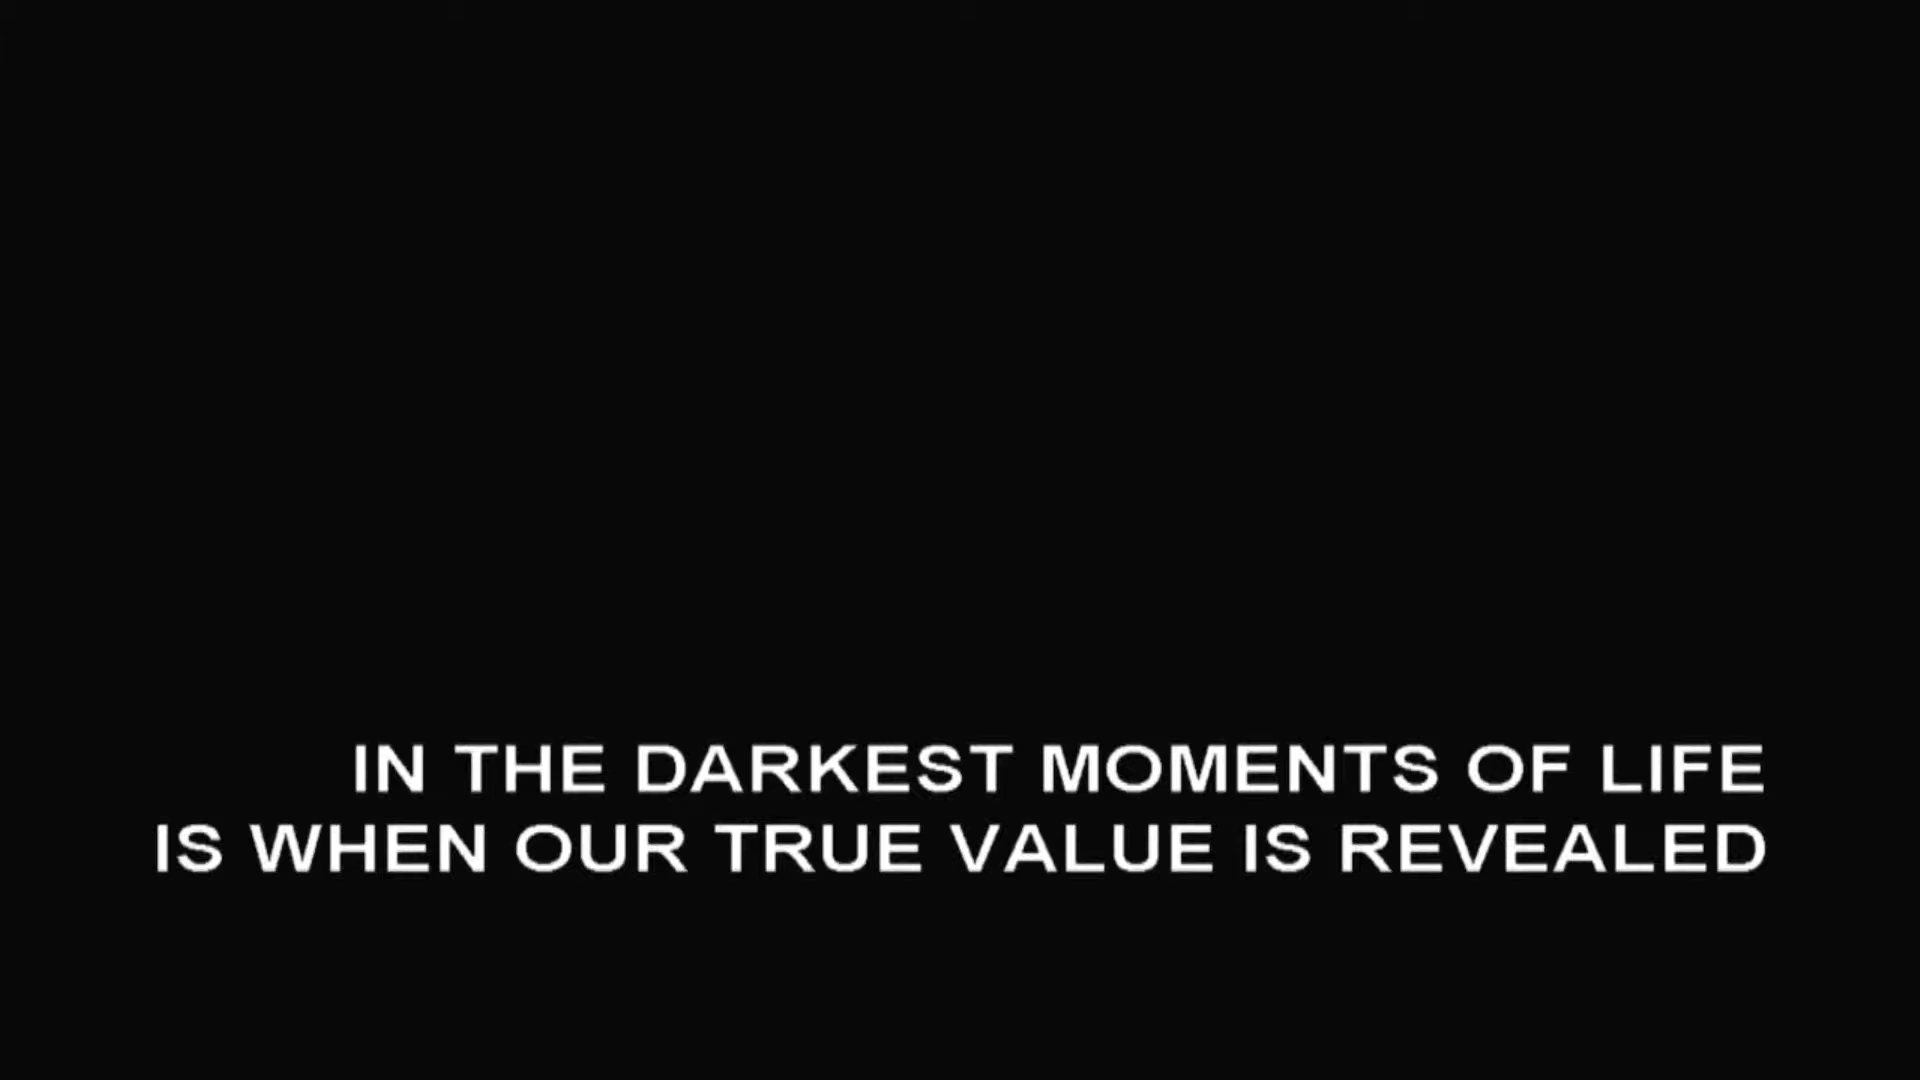 IN THE DARKEST MOMENTS OF LIFE
IS WHEN OUR TRUE VALUE IS REVEALED